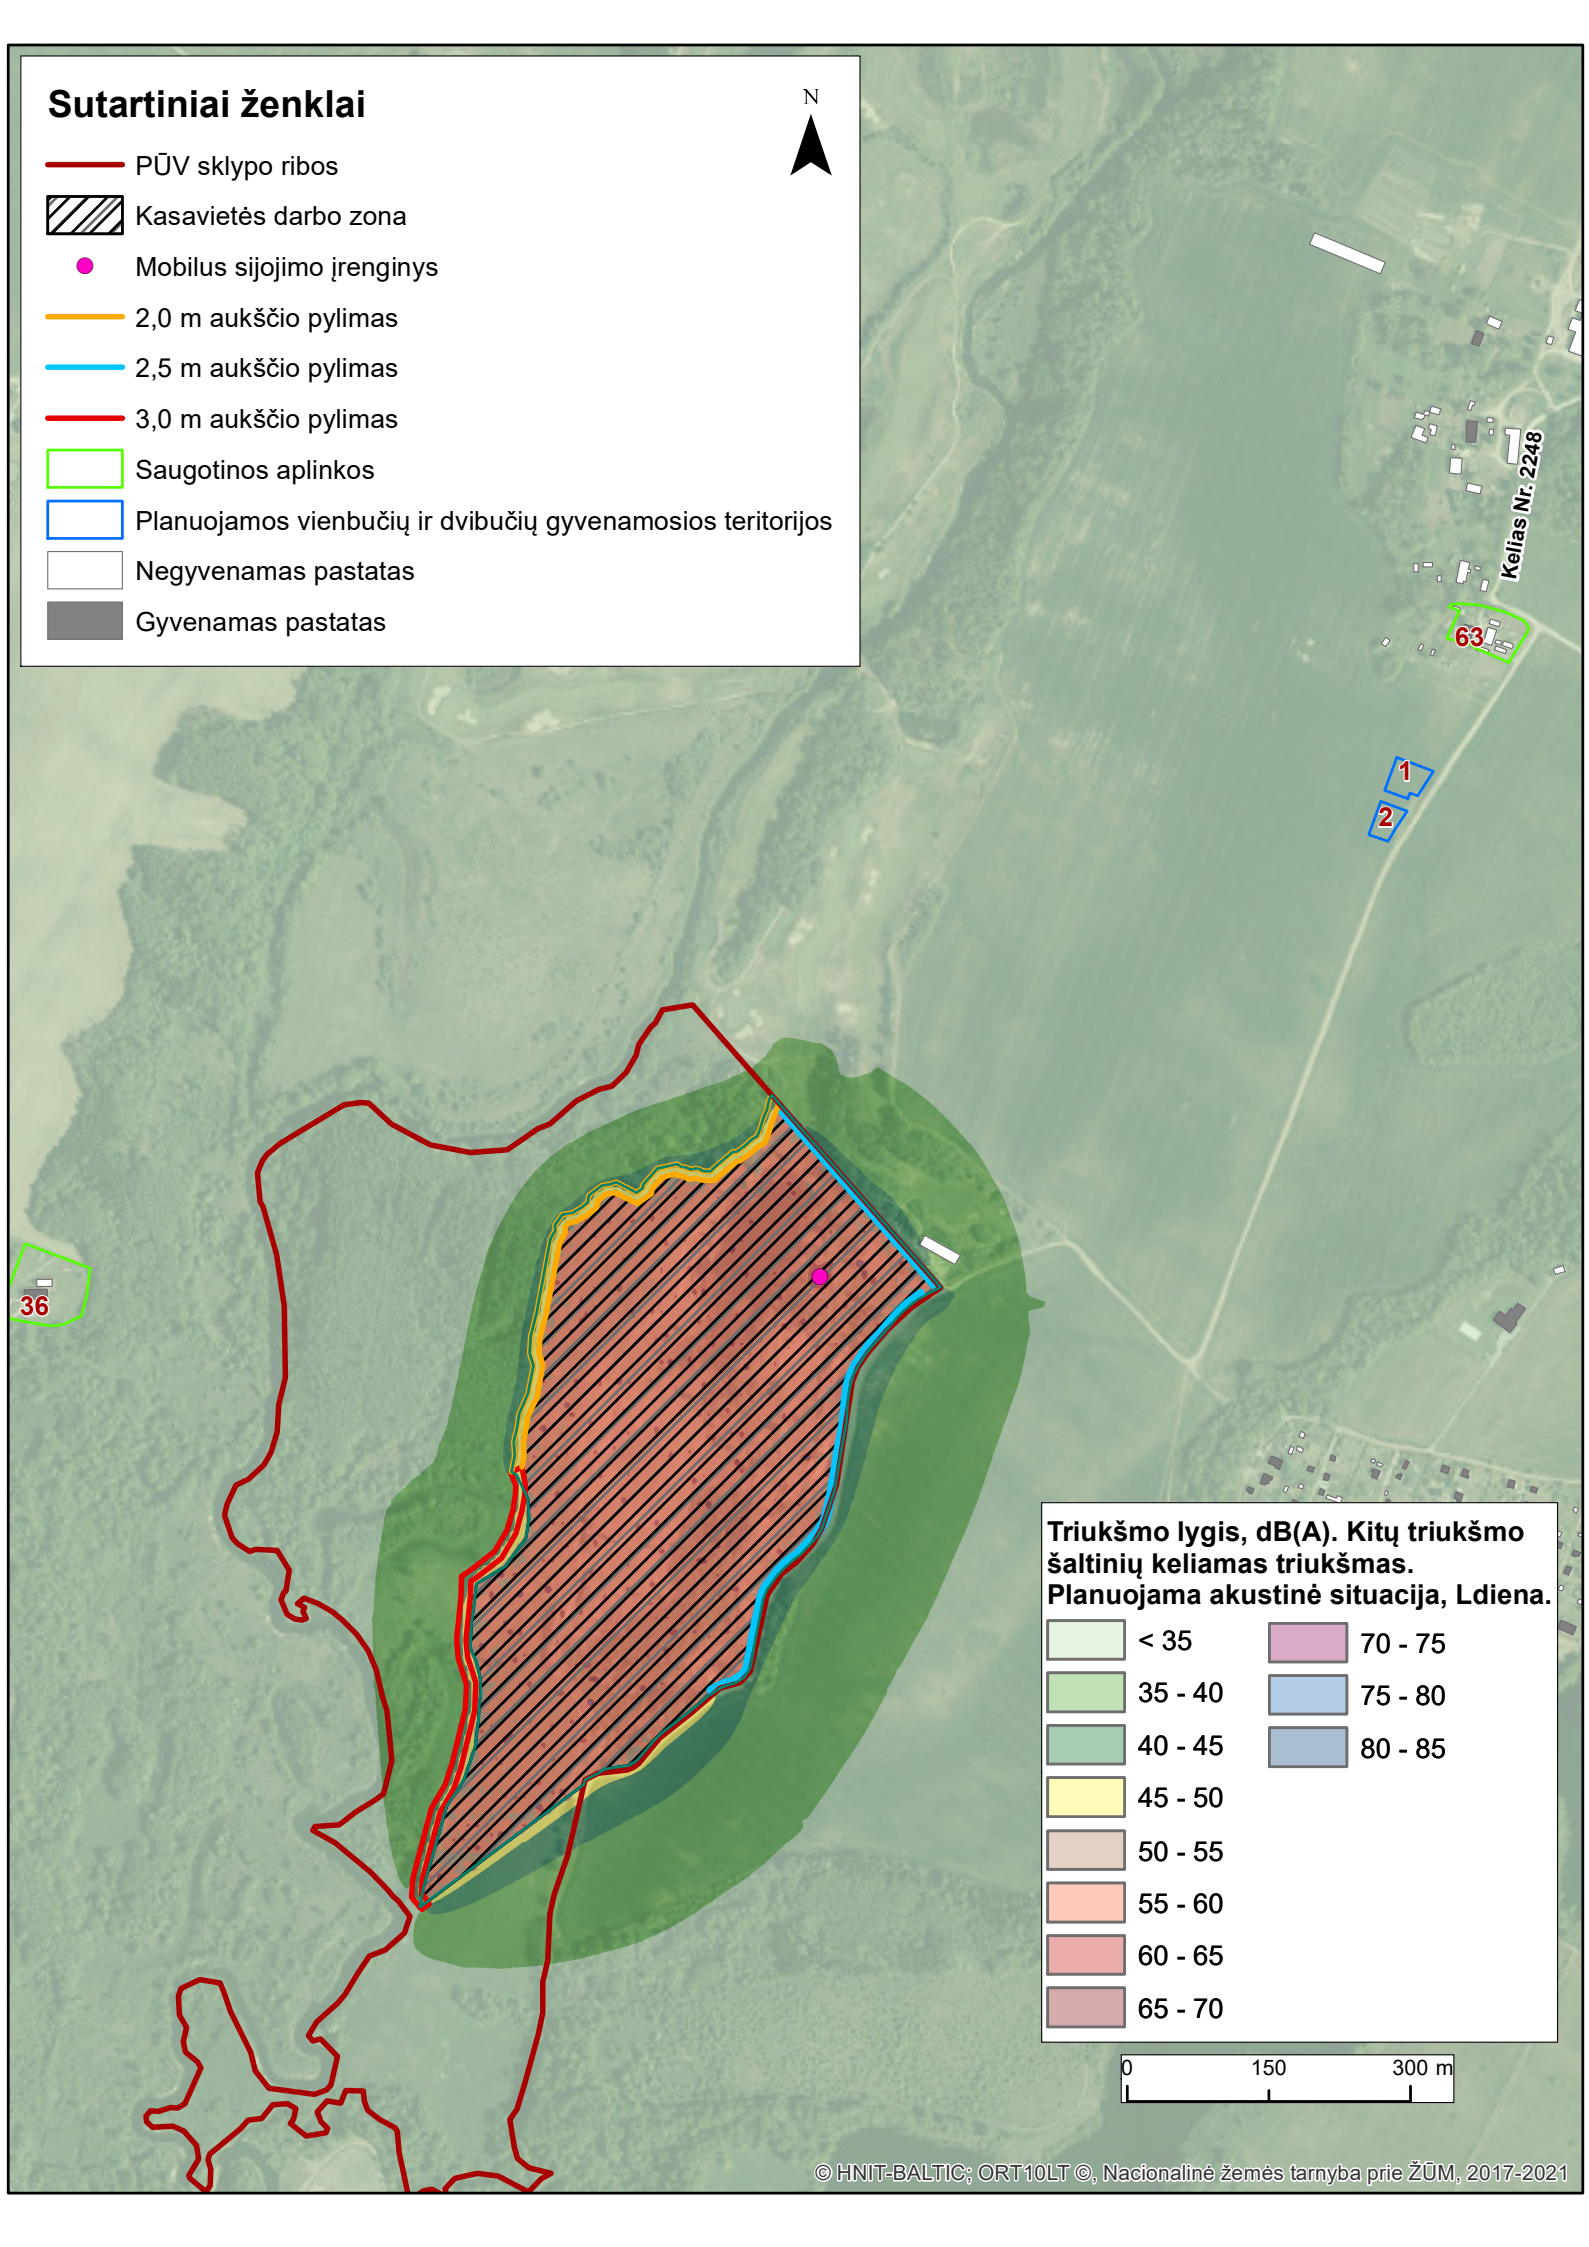 Sutartiniai ženklai
N
PŪV sklypo ribos
Kasavietės darbo zona
Mobilus sijojimo įrenginys
2,0 m aukščio pylimas
2,5 m aukščio pylimas
3,0 m aukščio pylimas
Saugotinos aplinkos
Planuojamos vienbučių ir dvibučių gyvenamosios teritorijos
Negyvenamas pastatas
Gyvenamas pastatas
Kelias Nr. 2248
63
1
2
36
Triukšmo lygis, dB(A). Kitų triukšmo
šaltinių keliamas triukšmas.
Planuojama akustinė situacija, Ldiena.
< 35
35 - 40
40 - 45
45 - 50
50 - 55
55 - 60
60 - 65
65 - 70
70 - 75
75 - 80
80 - 85
0 150 300 m
© HNIT-BALTIC; ORT10LT ©, Nacionalinė žemės tarnyba prie ŽŪM, 2017-2021